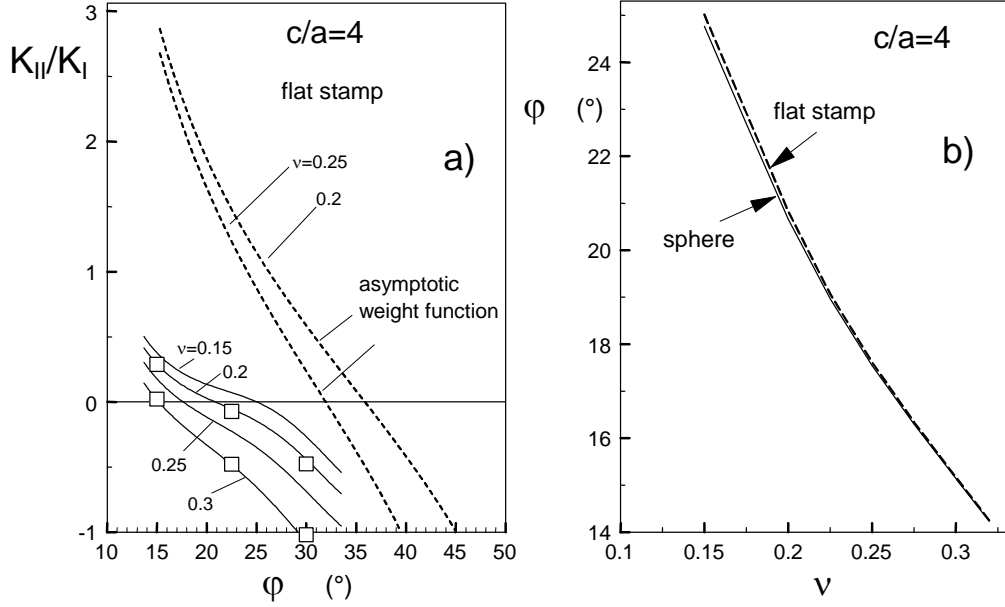 3
c/a=4
K_II/K_I
flat stamp
a)
2
ν=0.25
0.2
1
asymptotic
weight function
ν=0.15
0.2
0
0.25
0.3
-1
10 15 20 25 30 35 40 45 50
φ (°)
c/a=4
24
φ (°)
flat stamp
b)
22
sphere
20
18
16
14
0.1 0.15 0.2 0.25 0.3
ν